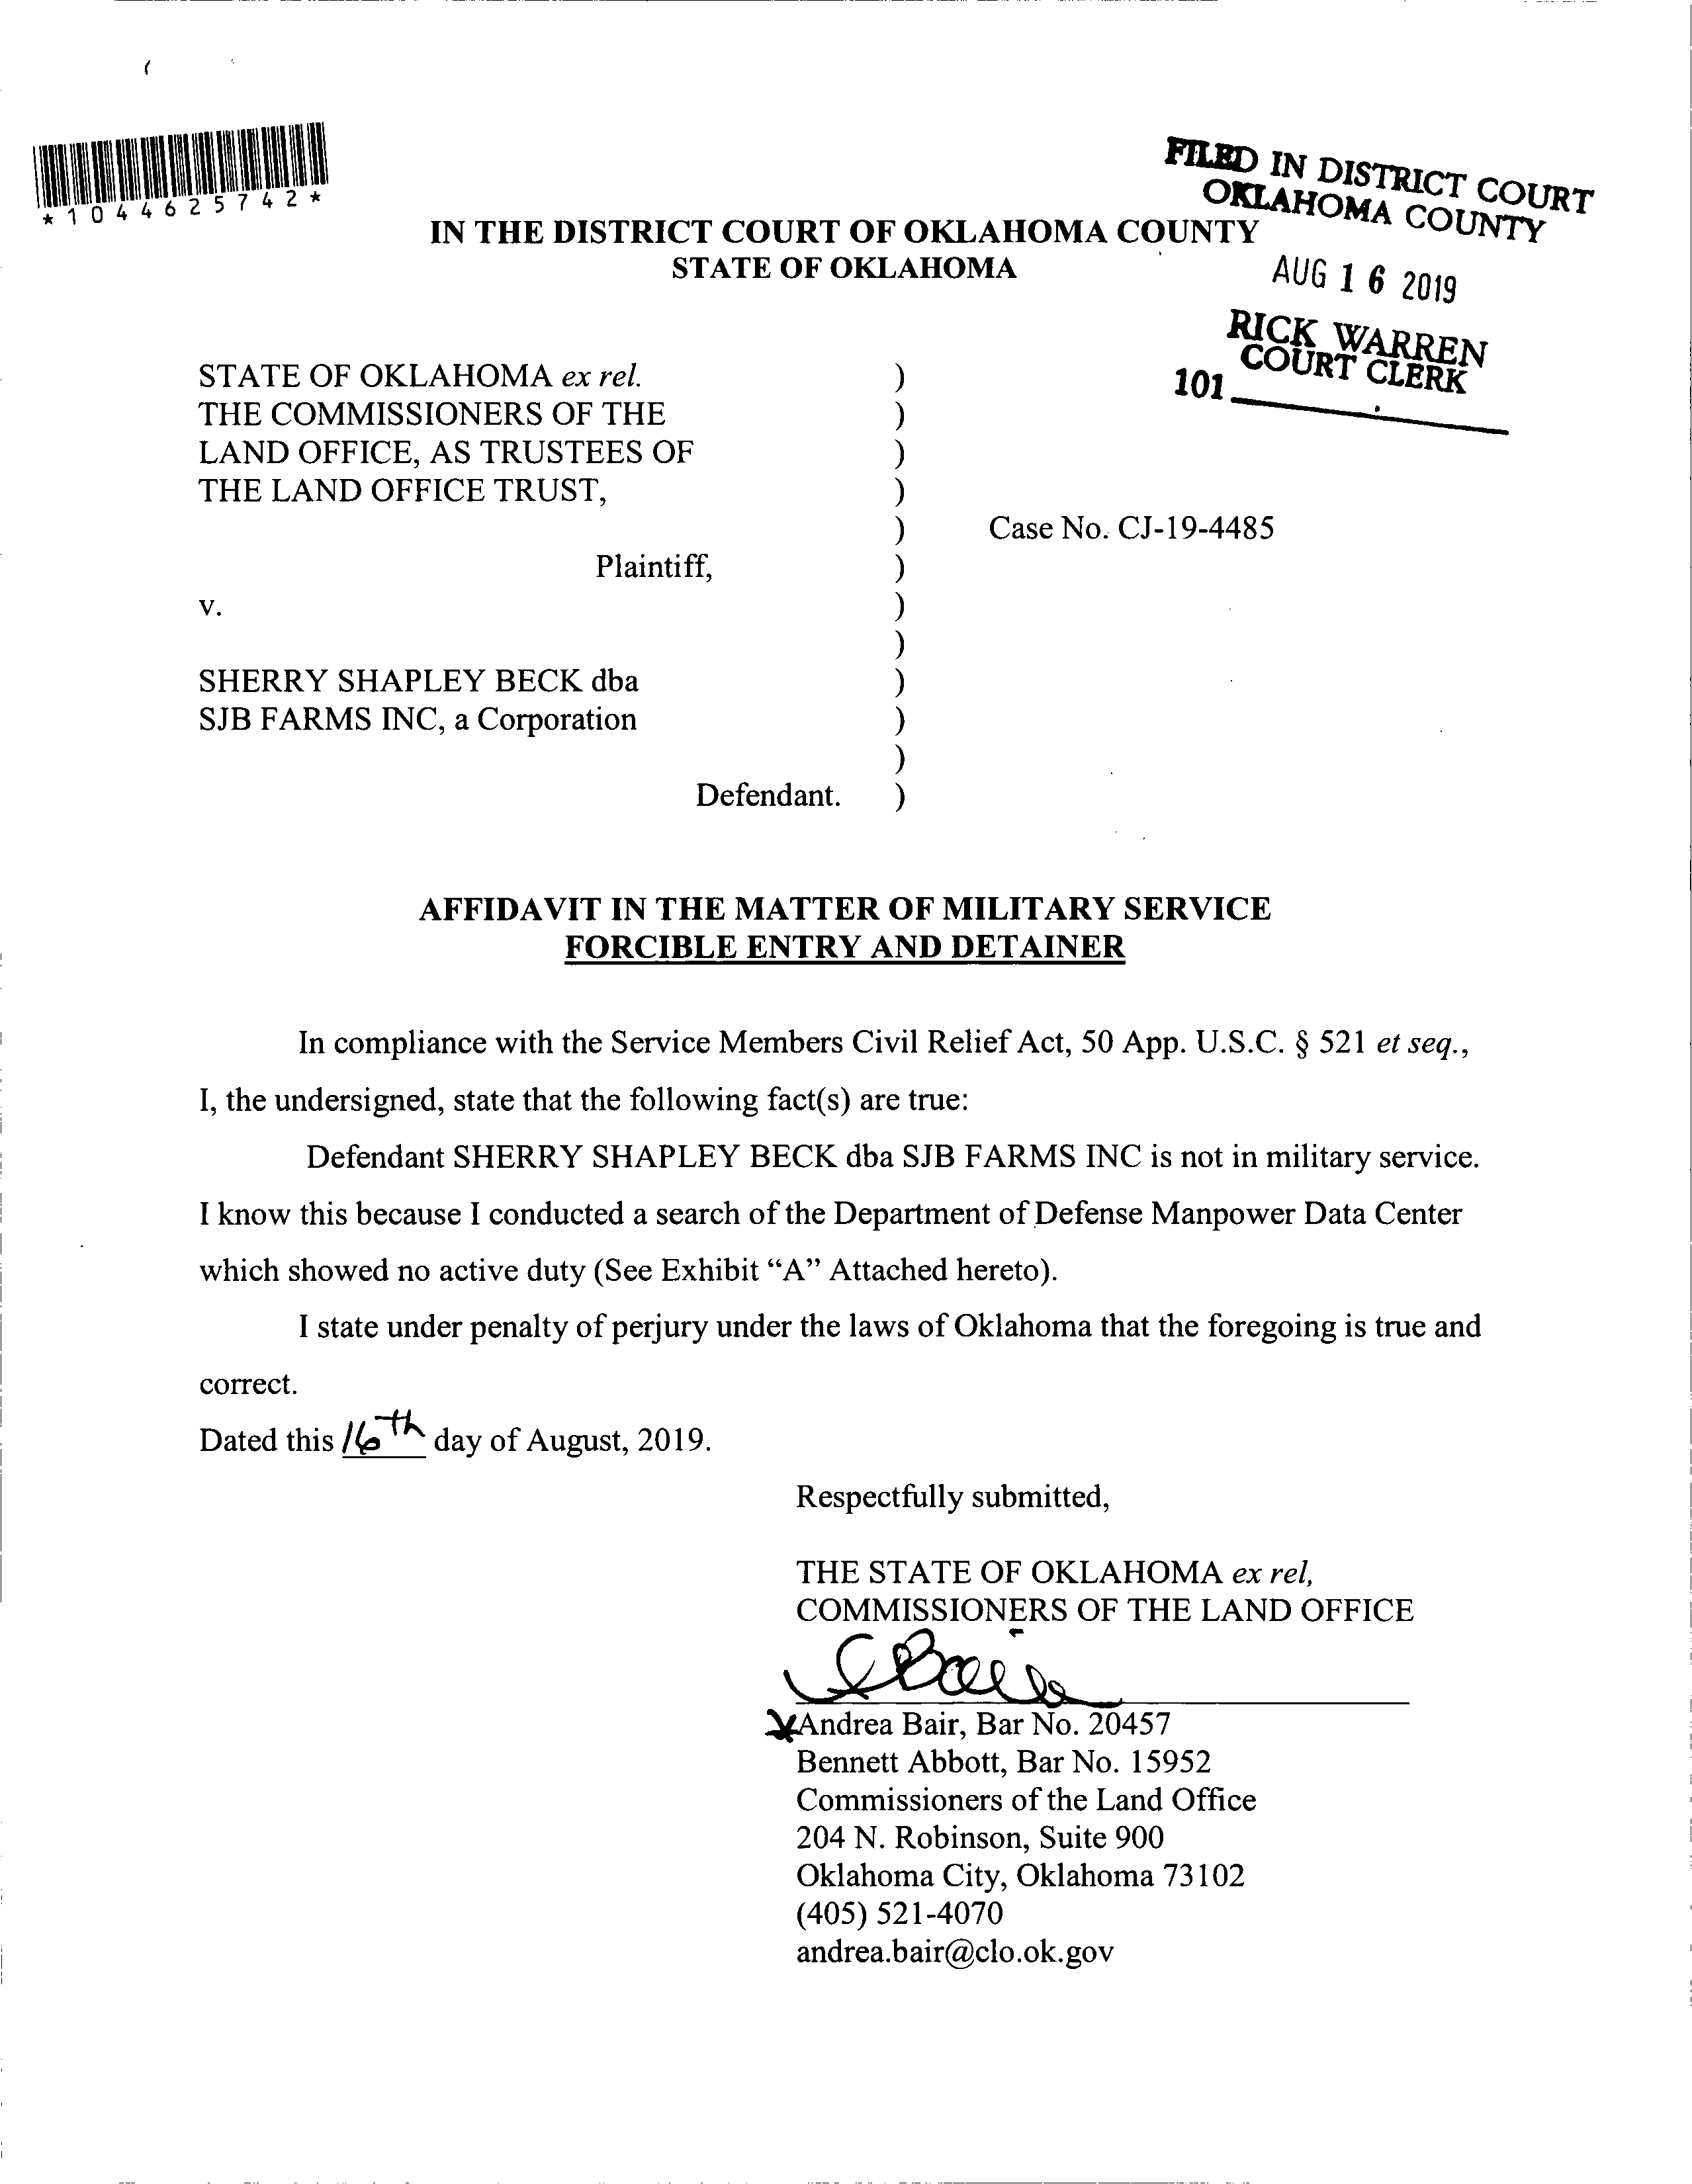 *1044625742*
FILED IN DISTRICT COURT
OKLAHOMA COUNTY
IN THE DISTRICT COURT OF OKLAHOMA COUNTY
STATE OF OKLAHOMA
AUG 16 2019
RICK WARREN
COURT CLERK
101
STATE OF OKLAHOMA ex rel. )
THE COMMISSIONERS OF THE )
LAND OFFICE, AS TRUSTEES OF )
THE LAND OFFICE TRUST, )
) Case No. CJ-19-4485
Plaintiff, )
v. )
)
SHERRY SHAPLEY BECK dba )
SJB FARMS INC, a Corporation )
)
Defendant. )
AFFIDAVIT IN THE MATTER OF MILITARY SERVICE
FORCIBLE ENTRY AND DETAINER
In compliance with the Service Members Civil Relief Act, 50 App. U.S.C. § 521 et seq.,
I, the undersigned, state that the following fact(s) are true:
Defendant SHERRY SHAPLEY BECK dba SJB FARMS INC is not in military service.
I know this because I conducted a search of the Department of Defense Manpower Data Center
which showed no active duty (See Exhibit “A” Attached hereto).
I state under penalty of perjury under the laws of Oklahoma that the foregoing is true and
correct.
Dated this 16th day of August, 2019.
Respectfully submitted,
THE STATE OF OKLAHOMA ex rel,
COMMISSIONERS OF THE LAND OFFICE
Andrea Bair, Bar No. 20457
Bennett Abbott, Bar No. 15952
Commissioners of the Land Office
204 N. Robinson, Suite 900
Oklahoma City, Oklahoma 73102
(405) 521-4070
andrea.bair@clo.ok.gov